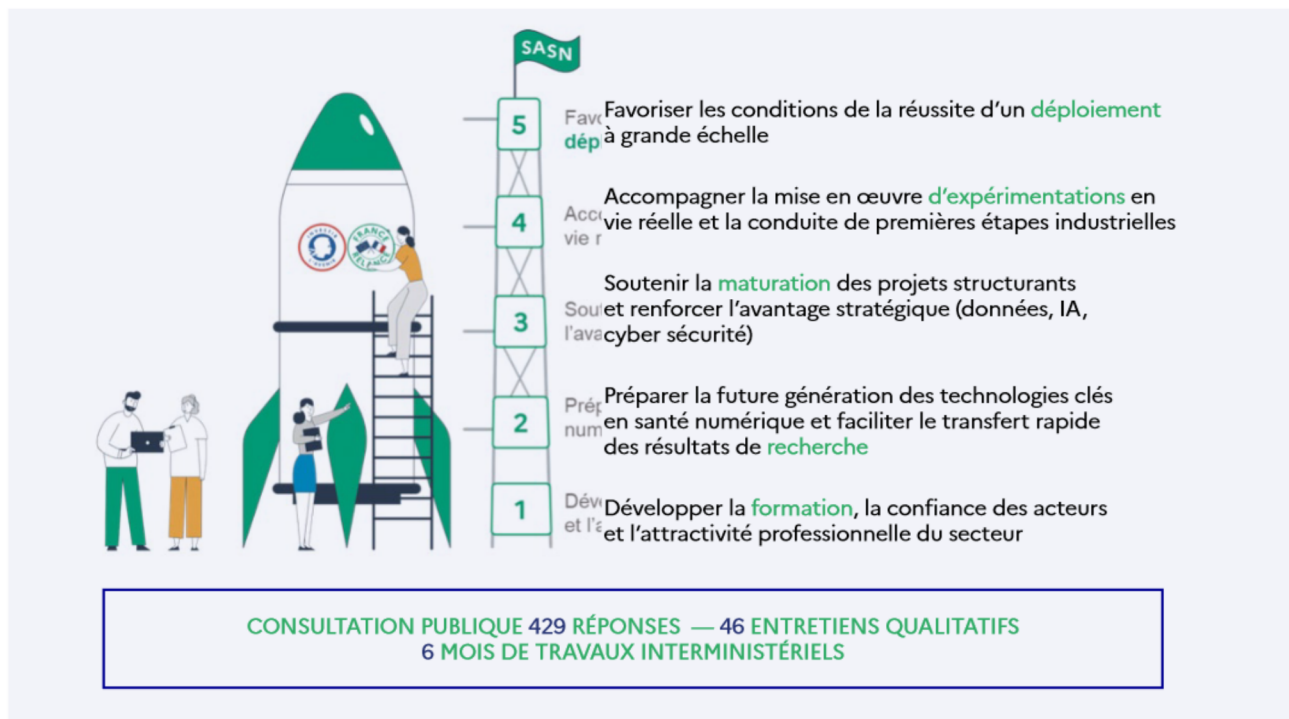 SASN
5
Favoriser les conditions de la réussite d'un déploiement
à grande échelle
4
Accompagner la mise en œuvre d'expérimentations en
vie réelle et la conduite de premières étapes industrielles
FRANCE
RELANCE
3
Soutenir la maturation des projets structurants
et renforcer l'avantage stratégique (données, IA,
cyber sécurité)
2
Préparer la future génération des technologies clés
en santé numérique et faciliter le transfert rapide
des résultats de recherche
1
Développer la formation, la confiance des acteurs
et l'attractivité professionnelle du secteur
CONSULTATION PUBLIQUE 429 RÉPONSES — 46 ENTRETIENS QUALITATIFS
6 MOIS DE TRAVAUX INTERMINISTÉRIELS